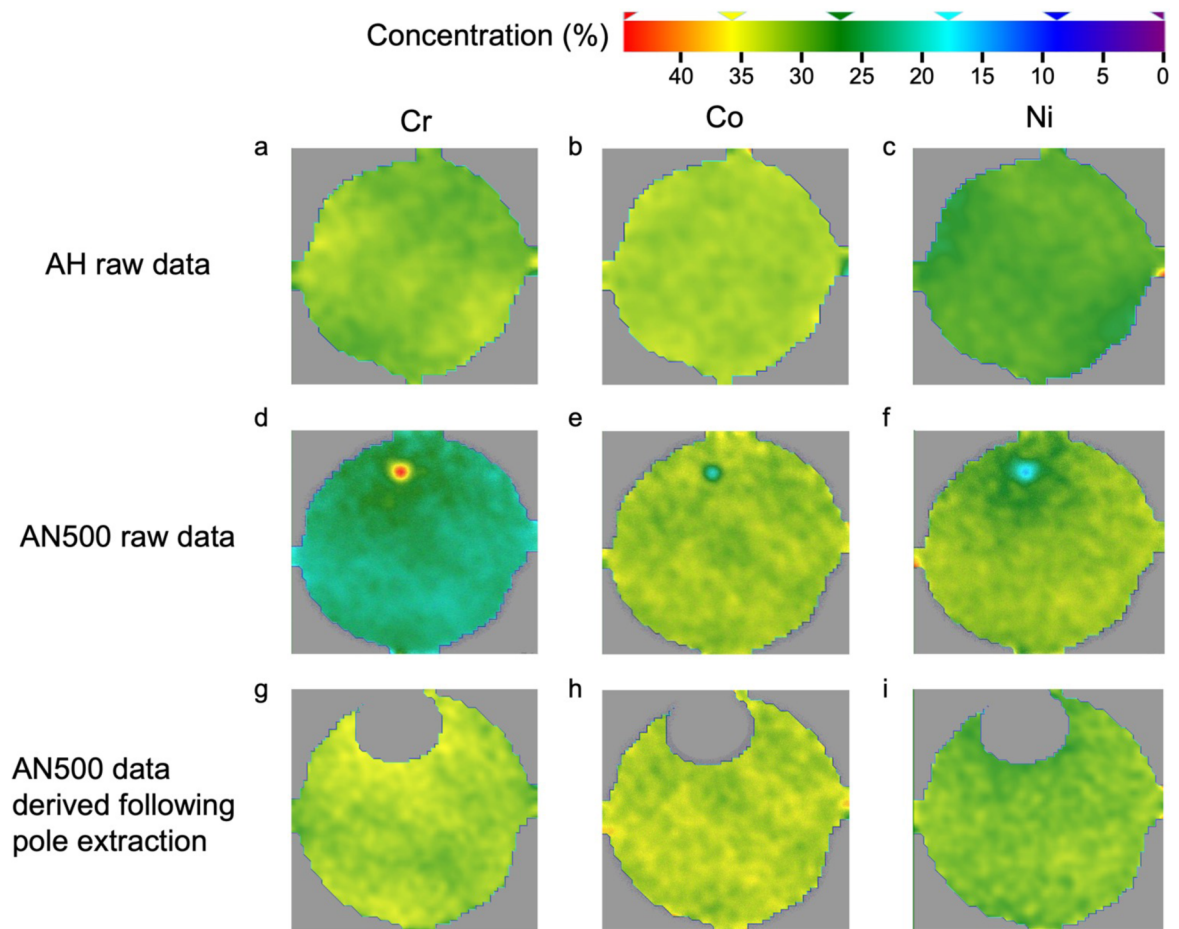 Concentration (%)
40 35 30 25 20 15 10 5 0
Cr Co Ni
a b c
AH raw data
d e f
AN500 raw data
g h i
AN500 data
derived following
pole extraction